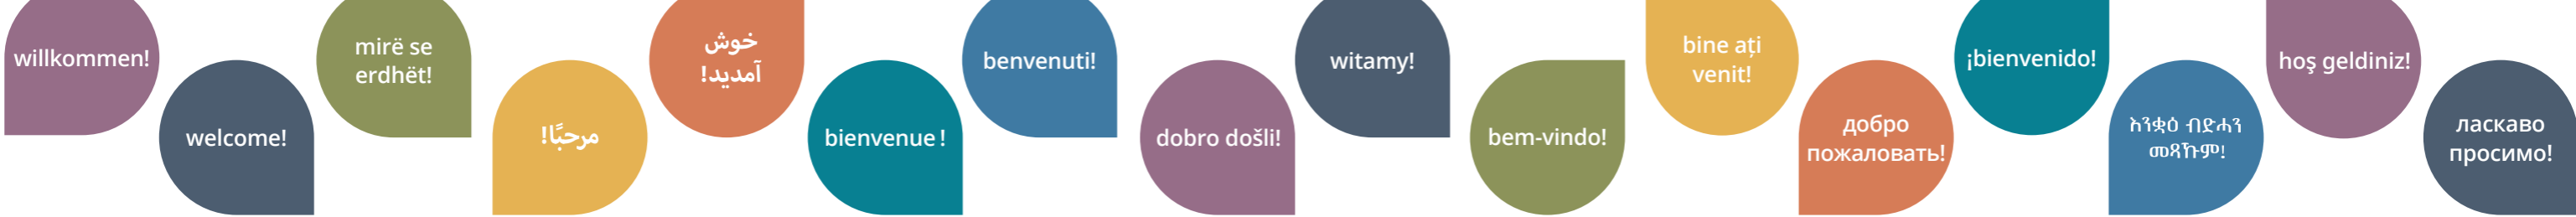 willkommen!
welcome!
mirë se
erdhët!
مرحبًا!
خوش
آمدید!
bienvenue !
benvenuti!
dobro došli!
witamy!
bem-vindo!
bine ați
venit!
добро
пожаловать!
¡bienvenido!
እንቋዕ ብድሓን
መጻኹም!
hoş geldiniz!
ласкаво
просимо!